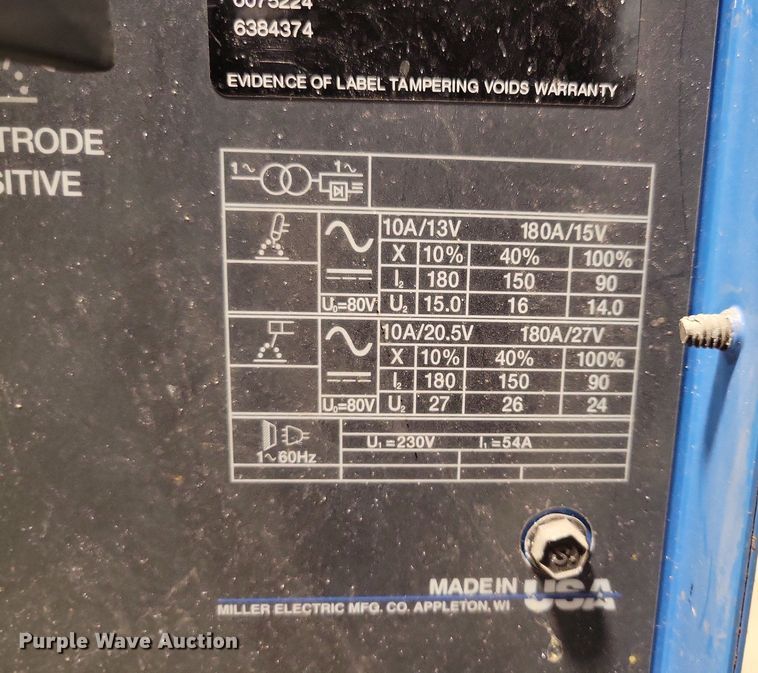 6075224
6384374
EVIDENCE OF LABEL TAMPERING VOIDS WARRANTY
TRODE
SITIVE
1~ 1~
10A/13V 180A/15V
X 10% 40% 100%
I2 180 150 90
U0=80V U2 15.0 16 14.0
10A/20.5V 180A/27V
X 10% 40% 100%
I2 180 150 90
U0=80V U2 27 26 24
1~60Hz U1=230V I1=54A
MADE IN USA
MILLER ELECTRIC MFG. CO. APPLETON, WI
Purple Wave Auction